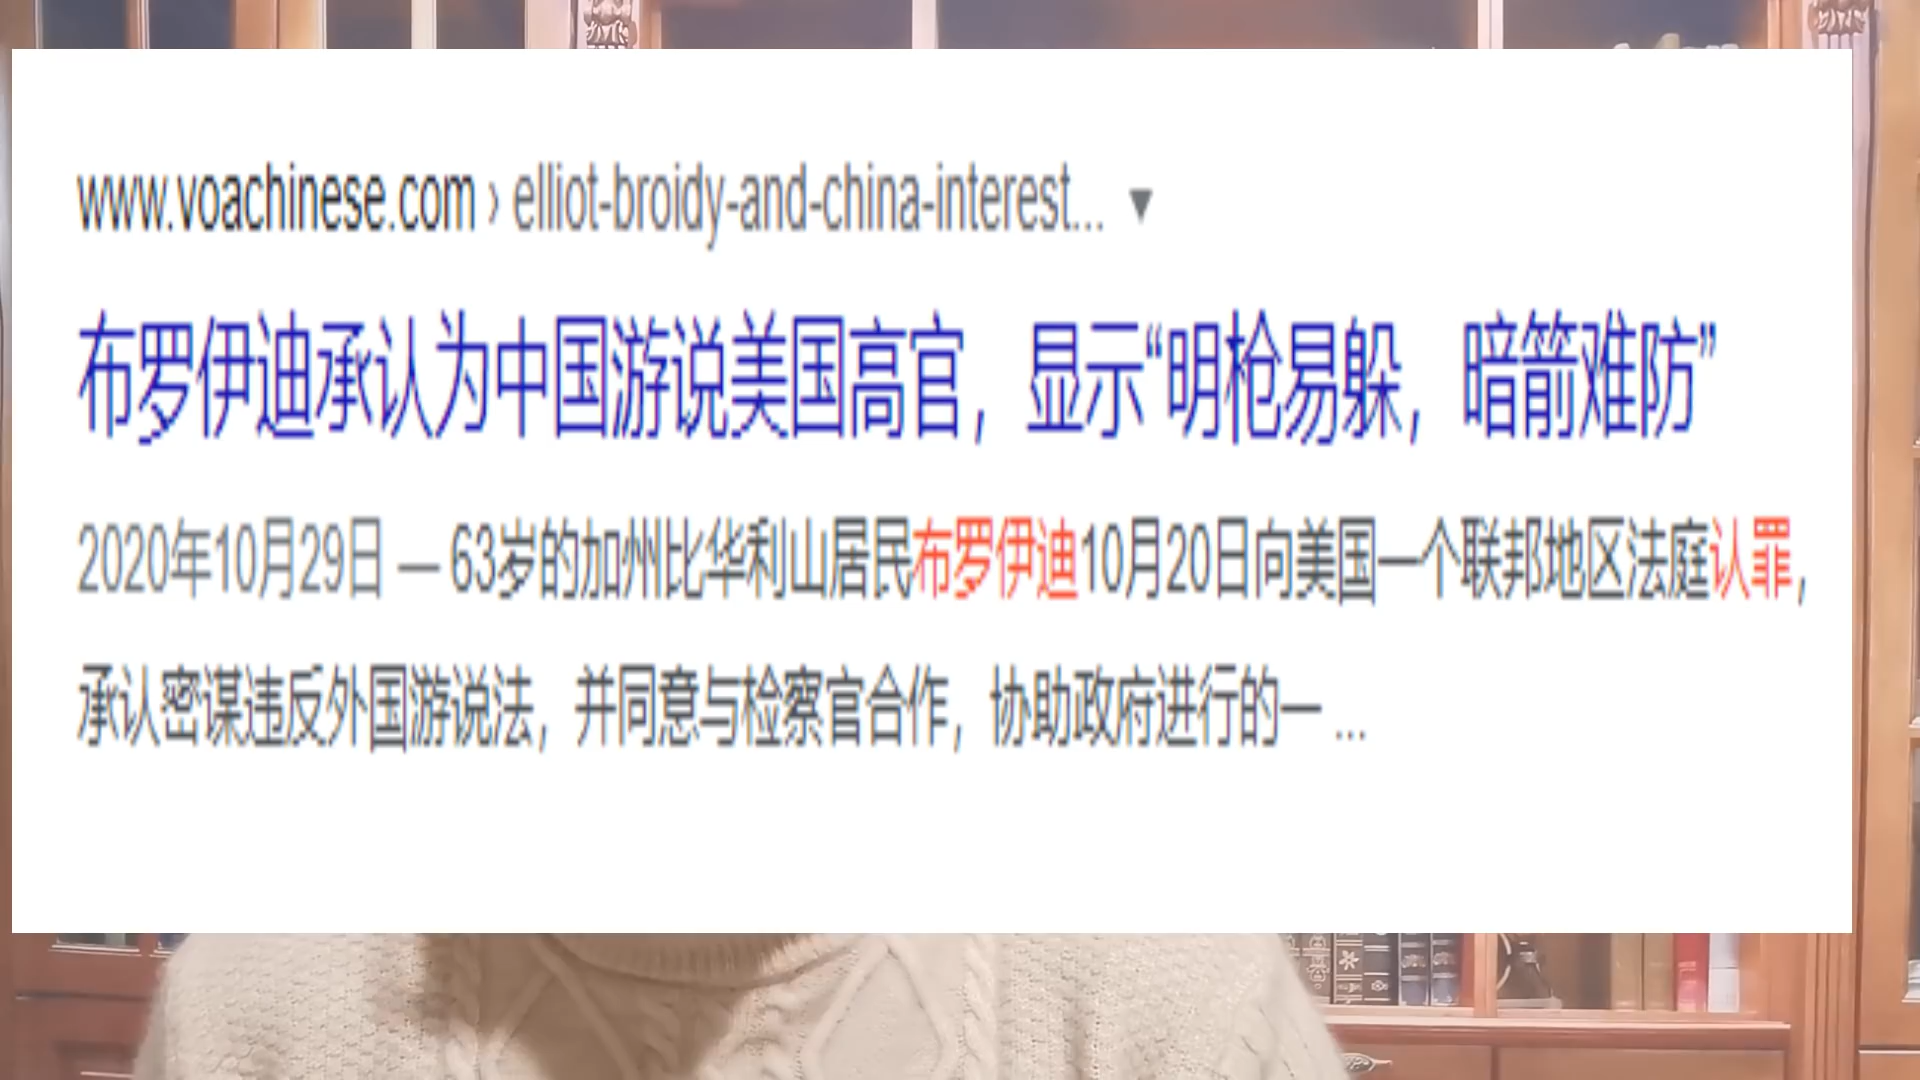 www.voachinese.com › elliot-broidy-and-china-interest... ▼
布罗伊迪承认为中国游说美国高官，显示“明枪易躲，暗箭难防”
2020年10月29日 — 63岁的加州比华利山居民布罗伊迪10月20日向美国一个联邦地区法庭认罪，
承认密谋违反外国游说法，并同意与检察官合作，协助政府进行的一 ...